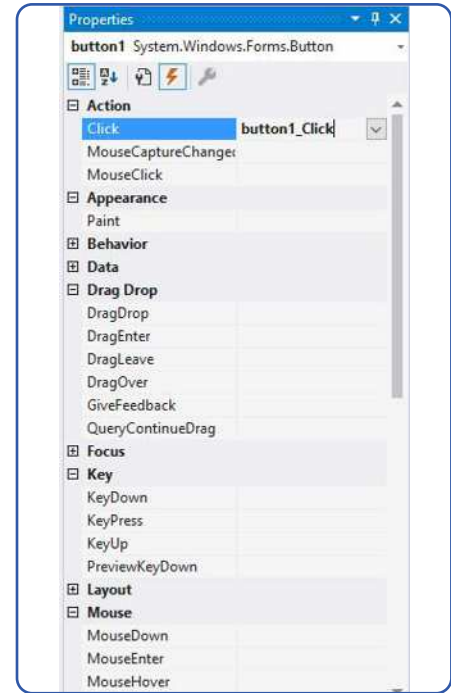 Properties
button1 System.Windows.Forms.Button
Action
Click button1_Click
MouseCaptureChanged
MouseClick
Appearance
Paint
Behavior
Data
Drag Drop
DragDrop
DragEnter
DragLeave
DragOver
GiveFeedback
QueryContinueDrag
Focus
Key
KeyDown
KeyPress
KeyUp
PreviewKeyDown
Layout
Mouse
MouseDown
MouseEnter
MouseHover